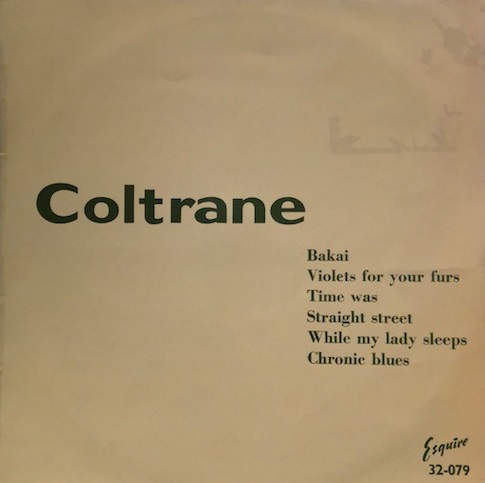 Coltrane
Bakai
Violets for your furs
Time was
Straight street
While my lady sleeps
Chronic blues
Esquire
32-079